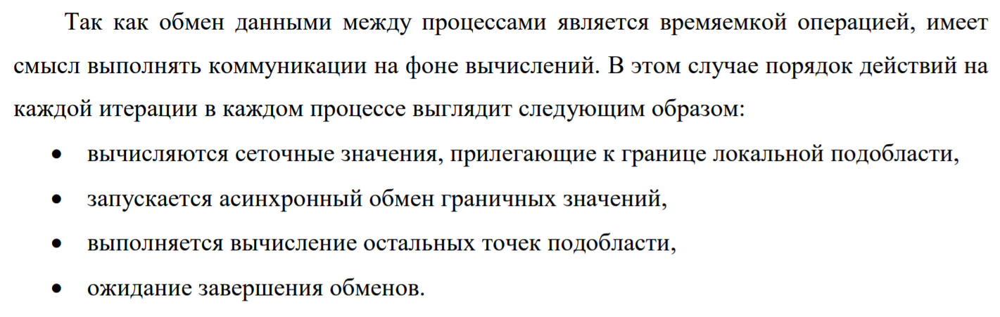 Так как обмен данными между процессами является времяемкой операцией, имеет
смысл выполнять коммуникации на фоне вычислений. В этом случае порядок действий на
каждой итерации в каждом процессе выглядит следующим образом:
• вычисляются сеточные значения, прилегающие к границе локальной подобласти,
• запускается асинхронный обмен граничных значений,
• выполняется вычисление остальных точек подобласти,
• ожидание завершения обменов.